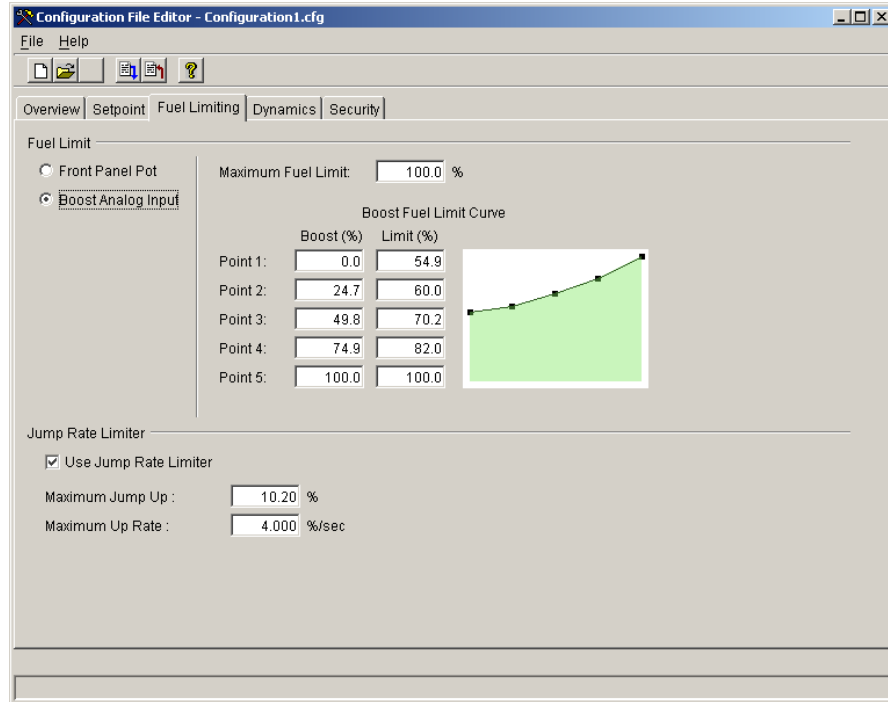 Configuration File Editor - Configuration1.cfg
File Help
Overview Setpoint Fuel Limiting Dynamics Security
Fuel Limit
Front Panel Pot
Boost Analog Input
Maximum Fuel Limit: 100.0 %
Boost Fuel Limit Curve
Boost (%) Limit (%)
Point 1: 0.0 54.9
Point 2: 24.7 60.0
Point 3: 49.8 70.2
Point 4: 74.9 82.0
Point 5: 100.0 100.0
Jump Rate Limiter
Use Jump Rate Limiter
Maximum Jump Up : 10.20 %
Maximum Up Rate : 4.000 %/sec